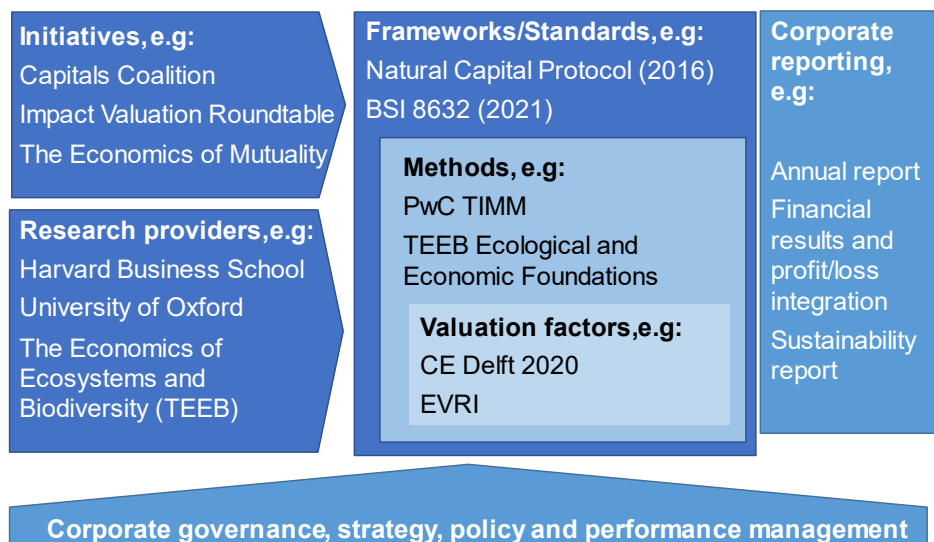 Initiatives, e.g:
Capitals Coalition
Impact Valuation Roundtable
The Economics of Mutuality
Research providers,e.g:
Harvard Business School
University of Oxford
The Economics of
Ecosystems and
Biodiversity (TEEB)
Frameworks/Standards,e.g:
Natural Capital Protocol (2016)
BSI 8632 (2021)
Methods, e.g:
PwC TIMM
TEEB Ecological and
Economic Foundations
Valuation factors,e.g:
CE Delft 2020
EVRI
Corporate
reporting,
e.g:
Annual report
Financial
results and
profit/loss
integration
Sustainability
report
Corporate governance, strategy, policy and performance management